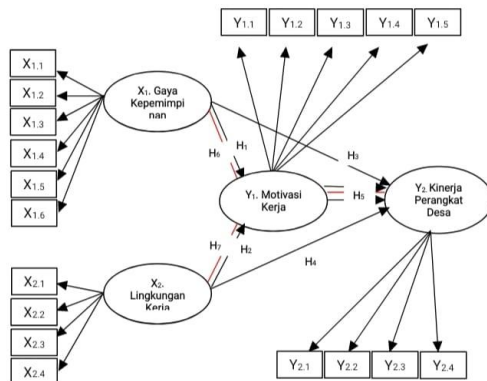 Y1.1
Y1.2
Y1.3
Y1.4
Y1.5
X1.1
X1.2
X1.3
X1.4
X1.5
X1.6
X1. Gaya
Kepemimpi
nan
H1
H6
H3
Y1. Motivasi
Kerja
H5
Y2. Kinerja
Perangkat
Desa
H7
H2
H4
X2.
Lingkungan
Kerja
X2.1
X2.2
X2.3
X2.4
Y2.1
Y2.2
Y2.3
Y2.4